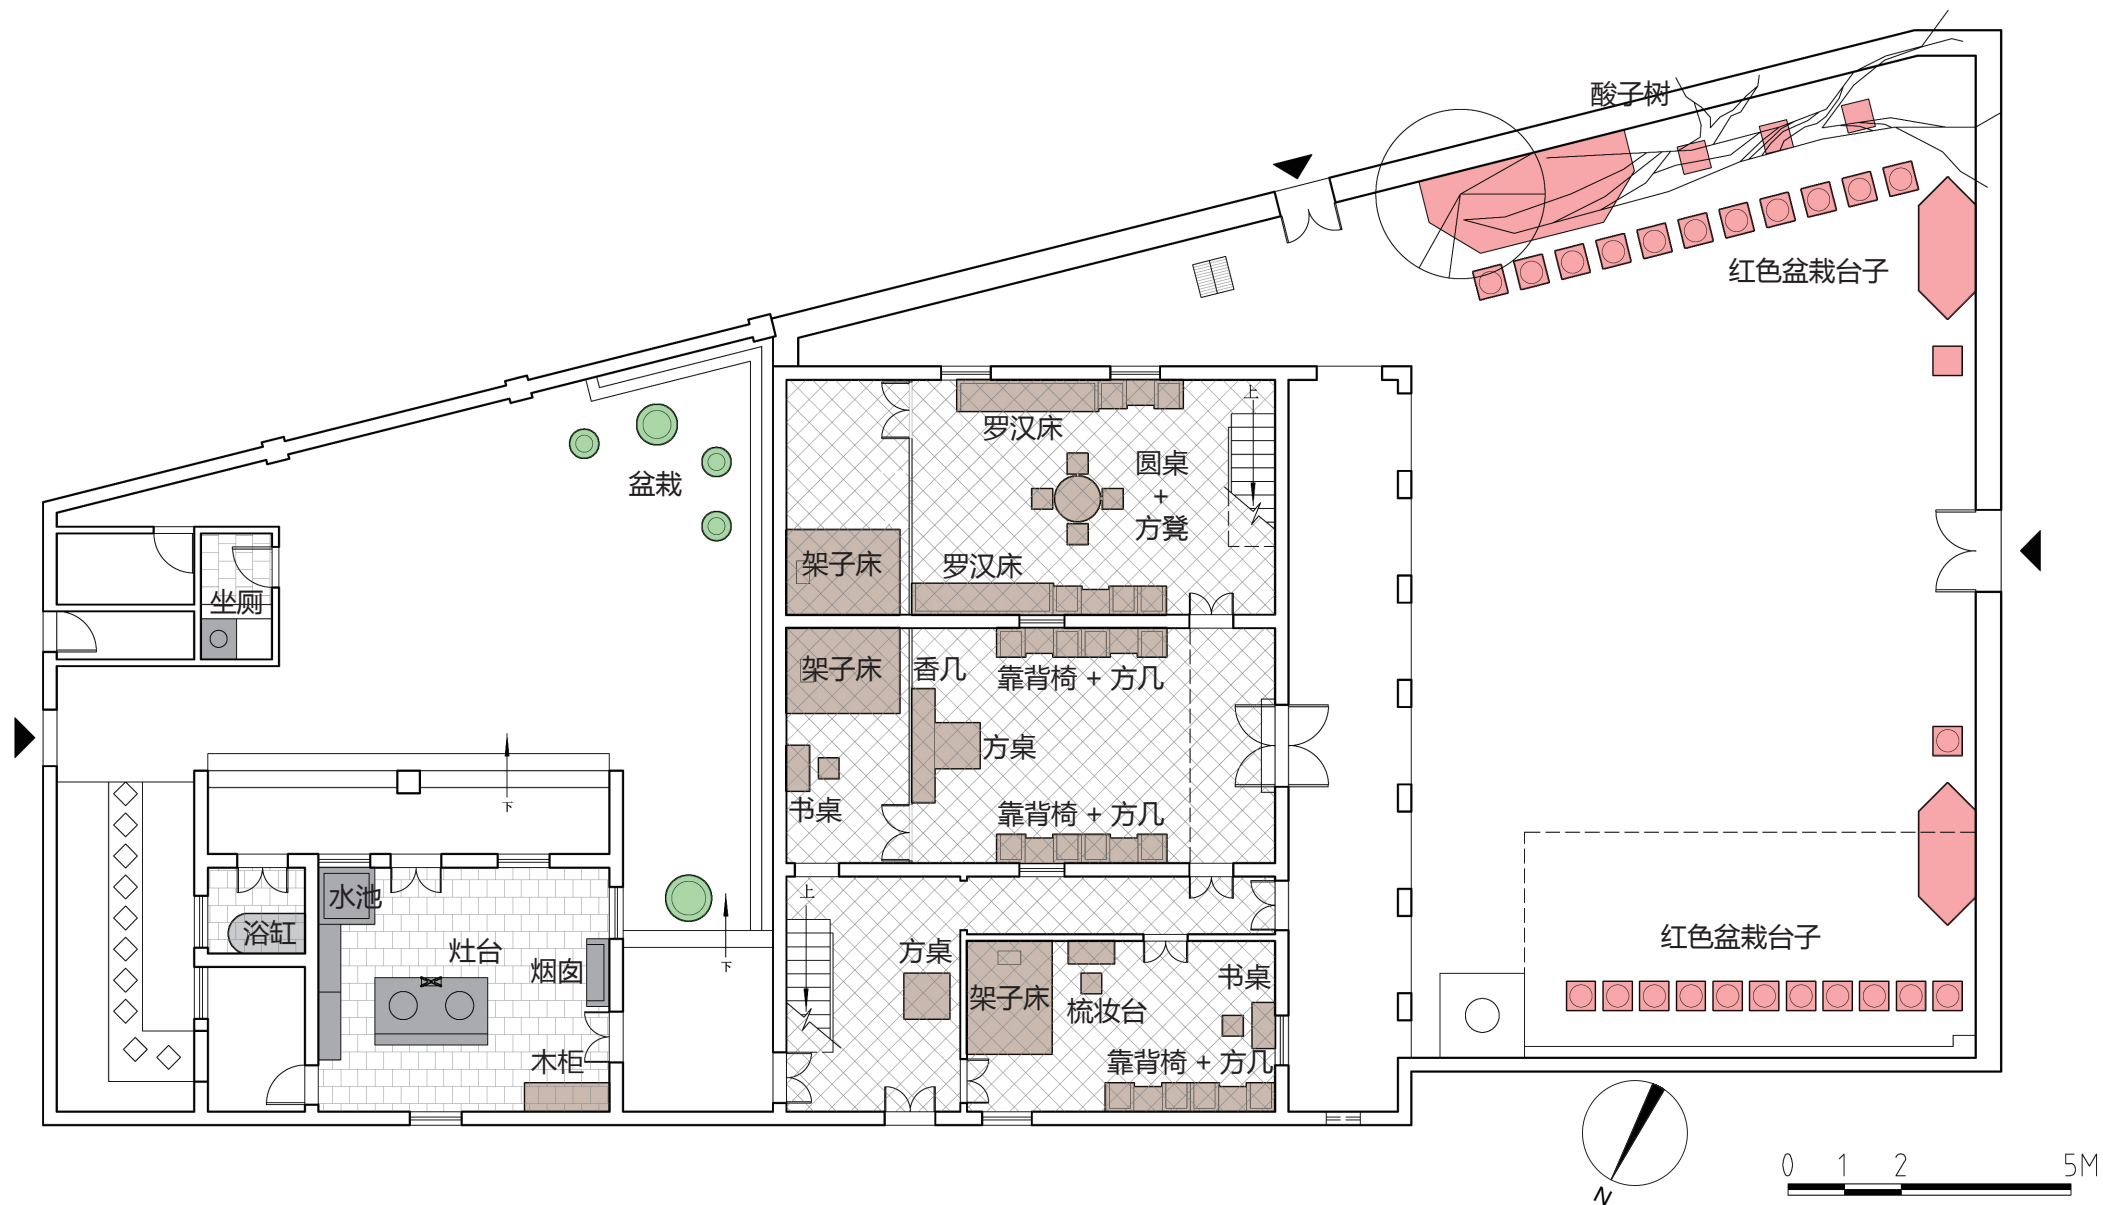 酸子树
红色盆栽台子
上
罗汉床
圆桌
+
方凳
盆栽
架子床
罗汉床
坐厕
架子床
香几
靠背椅 + 方几
方桌
下
书桌
靠背椅 + 方几
水池
上
浴缸
灶台
烟囱
下
方桌
书桌
架子床
梳妆台
红色盆栽台子
木柜
靠背椅 + 方几
N
0 1 2 5M